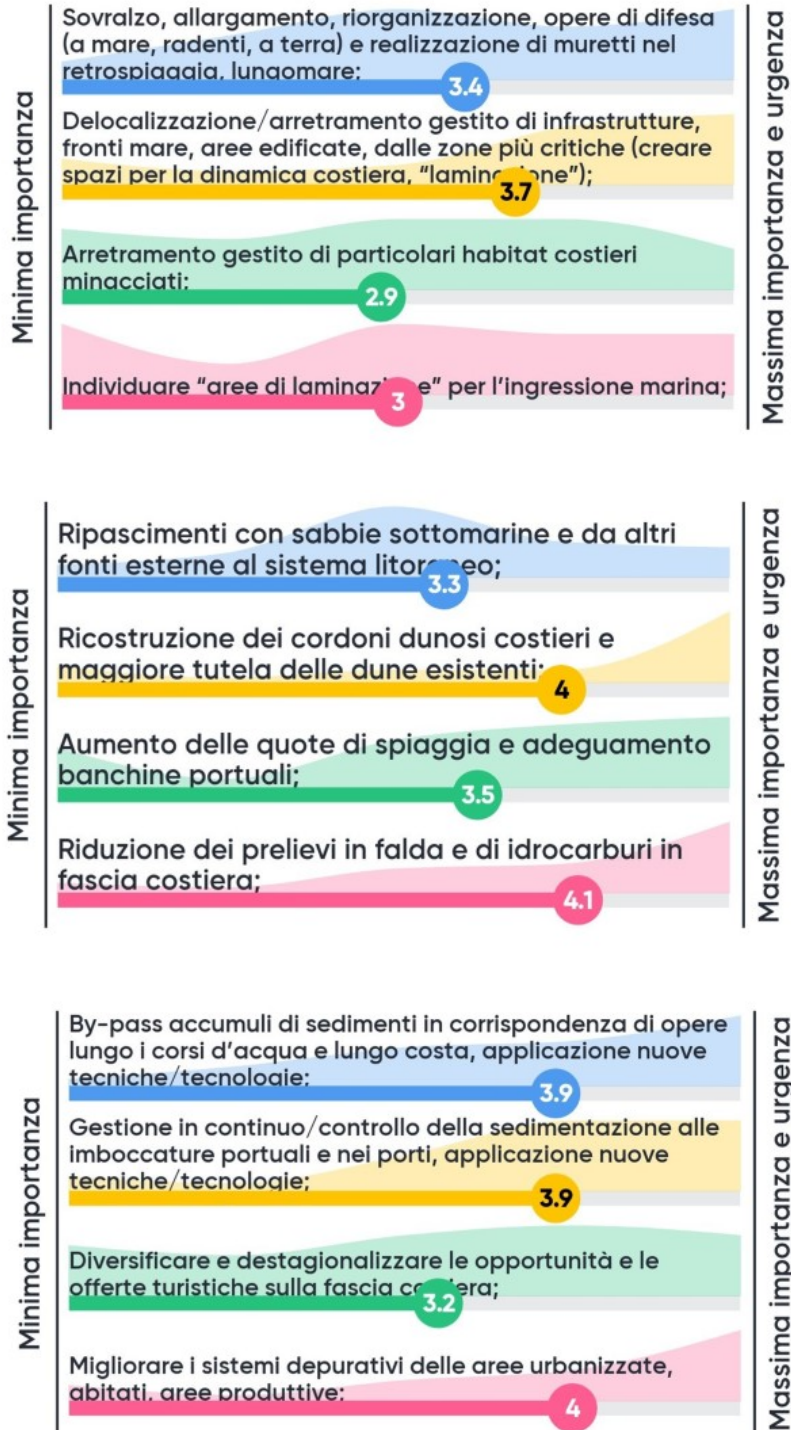 Minima importanza
Sovralzo, allargamento, riorganizzazione, opere di difesa
(a mare, radenti, a terra) e realizzazione di muretti nel
retrospiaggia, lungomare;
3.4
Delocalizzazione/arretramento gestito di infrastrutture,
fronti mare, aree edificate, dalle zone più critiche (creare
spazi per la dinamica costiera, “laminazione”);
3.7
Arretramento gestito di particolari habitat costieri
minacciati;
2.9
Individuare “aree di laminazione” per l’ingressione marina;
3
Massima importanza e urgenza
Minima importanza
Ripascimenti con sabbie sottomarine e da altri
fonti esterne al sistema litoraneo;
3.3
Ricostruzione dei cordoni dunosi costieri e
maggiore tutela delle dune esistenti;
4
Aumento delle quote di spiaggia e adeguamento
banchine portuali;
3.5
Riduzione dei prelievi in falda e di idrocarburi in
fascia costiera;
4.1
Massima importanza e urgenza
Minima importanza
By-pass accumuli di sedimenti in corrispondenza di opere
lungo i corsi d’acqua e lungo costa, applicazione nuove
tecniche/tecnologie;
3.9
Gestione in continuo/controllo della sedimentazione alle
imboccature portuali e nei porti, applicazione nuove
tecniche/tecnologie;
3.9
Diversificare e destagionalizzare le opportunità e le
offerte turistiche sulla fascia costiera;
3.2
Migliorare i sistemi depurativi delle aree urbanizzate,
abitati, aree produttive;
4
Massima importanza e urgenza